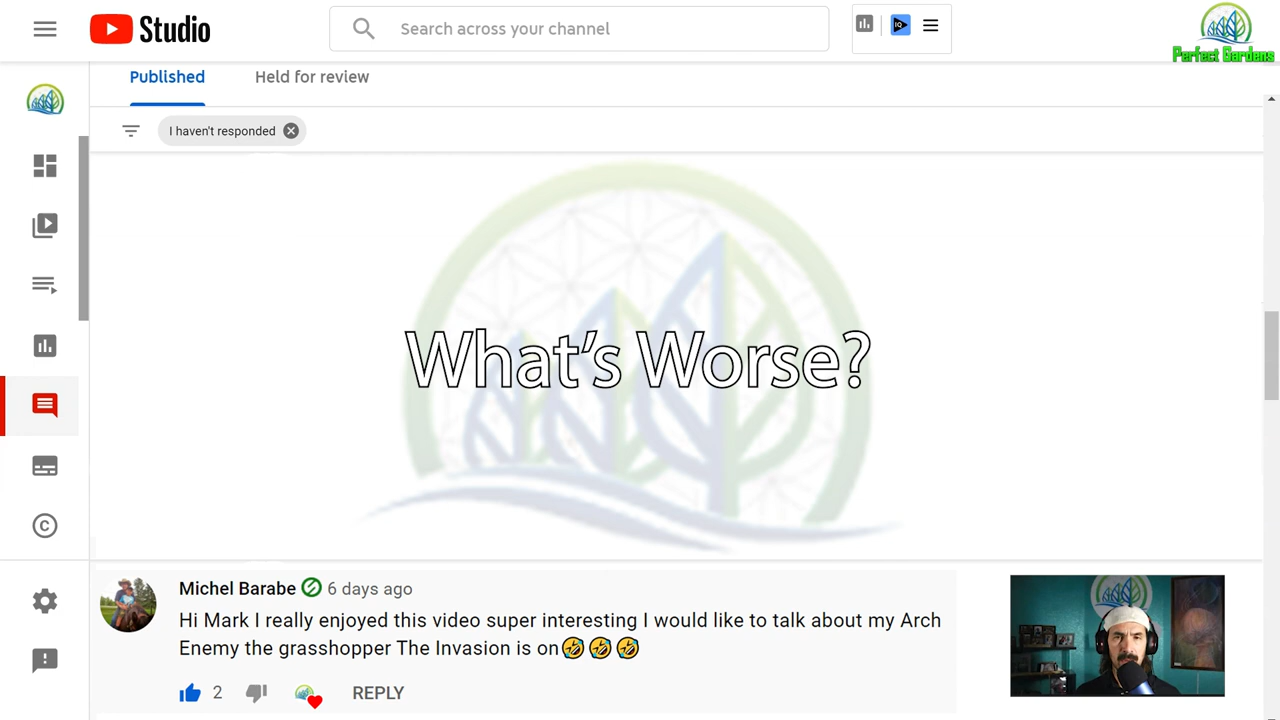 Studio
Search across your channel
IQ
Perfect Gardens
Published
Held for review
I haven't responded
What's Worse?
Michel Barabe 6 days ago
Hi Mark I really enjoyed this video super interesting I would like to talk about my Arch
Enemy the grasshopper The Invasion is on🤣🤣🤣
2
REPLY